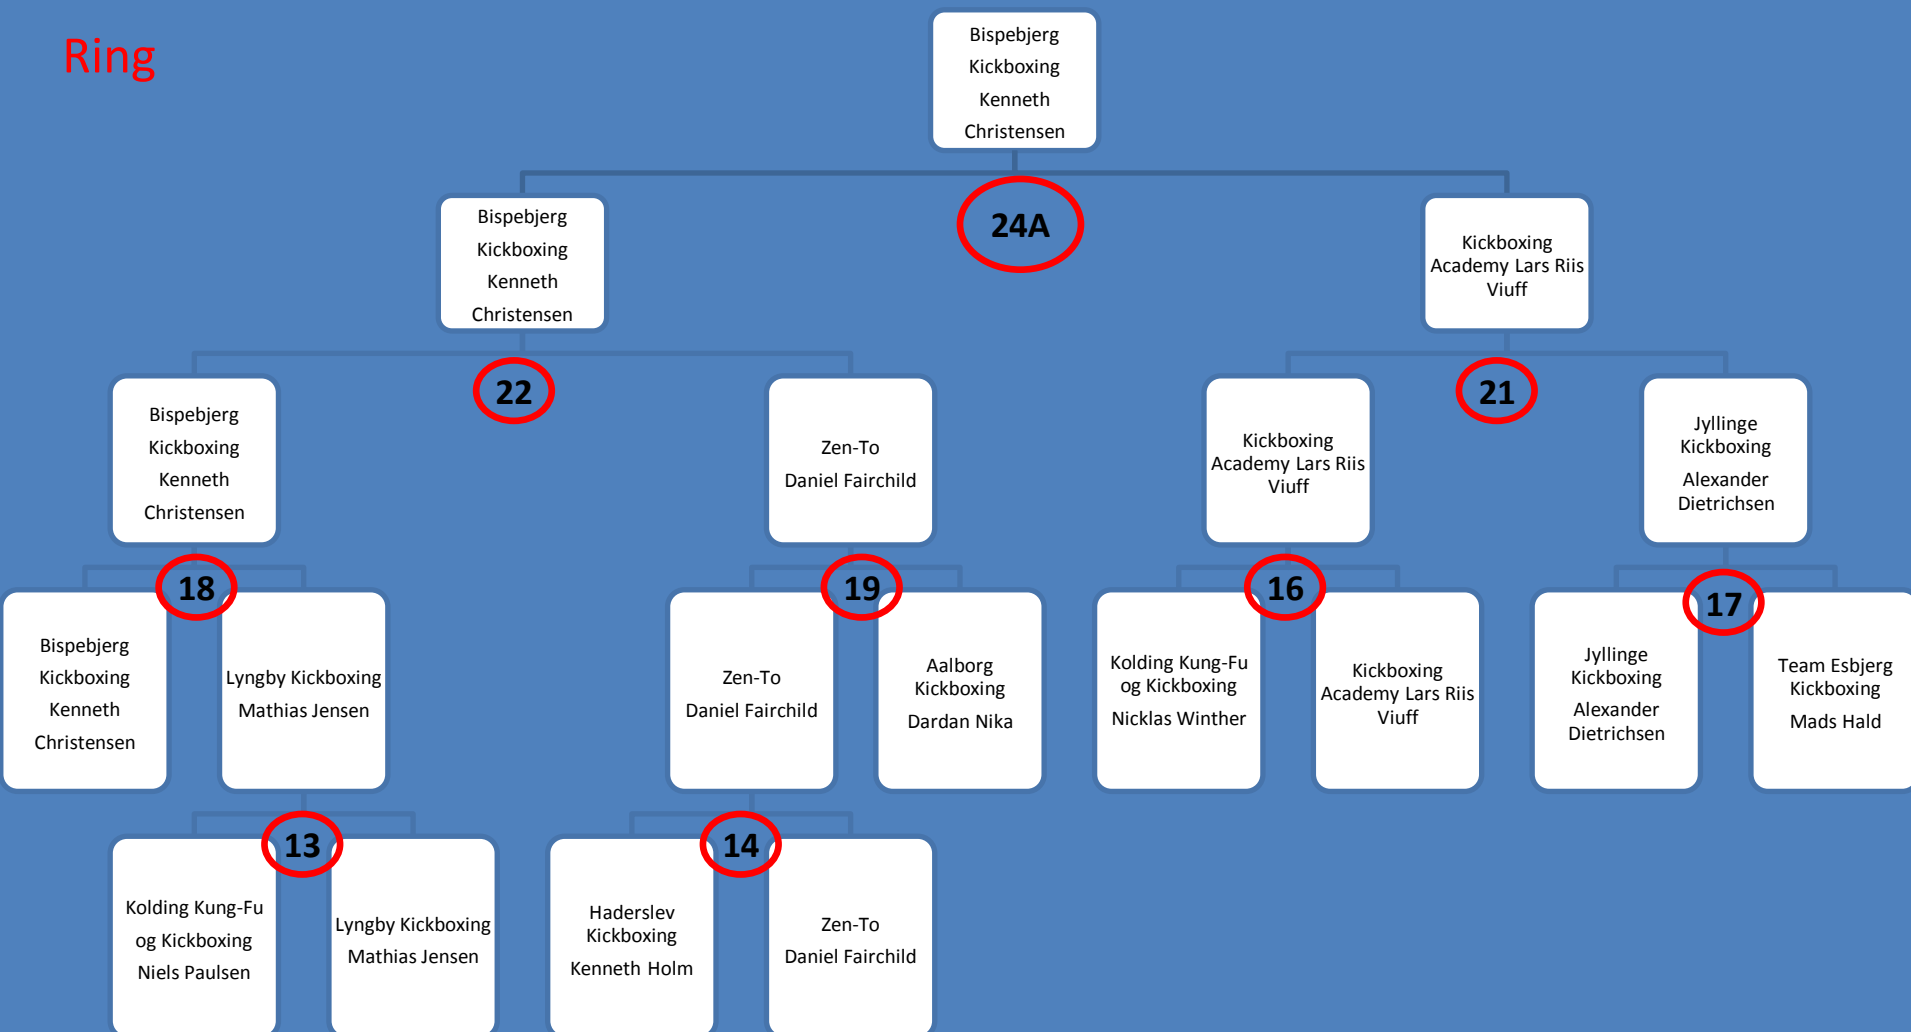 Ring
Bispebjerg
Kickboxing
Kenneth
Christensen
24A
Bispebjerg
Kickboxing
Kenneth
Christensen
Kickboxing
Academy Lars Riis
Viuff
22
21
Bispebjerg
Kickboxing
Kenneth
Christensen
Zen-To
Daniel Fairchild
Kickboxing
Academy Lars Riis
Viuff
Jyllinge
Kickboxing
Alexander
Dietrichsen
18
19
16
17
Bispebjerg
Kickboxing
Kenneth
Christensen
Lyngby Kickboxing
Mathias Jensen
Zen-To
Daniel Fairchild
Aalborg
Kickboxing
Dardan Nika
Kolding Kung-Fu
og Kickboxing
Nicklas Winther
Kickboxing
Academy Lars Riis
Viuff
Jyllinge
Kickboxing
Alexander
Dietrichsen
Team Esbjerg
Kickboxing
Mads Hald
13
14
Kolding Kung-Fu
og Kickboxing
Niels Paulsen
Lyngby Kickboxing
Mathias Jensen
Haderslev
Kickboxing
Kenneth Holm
Zen-To
Daniel Fairchild